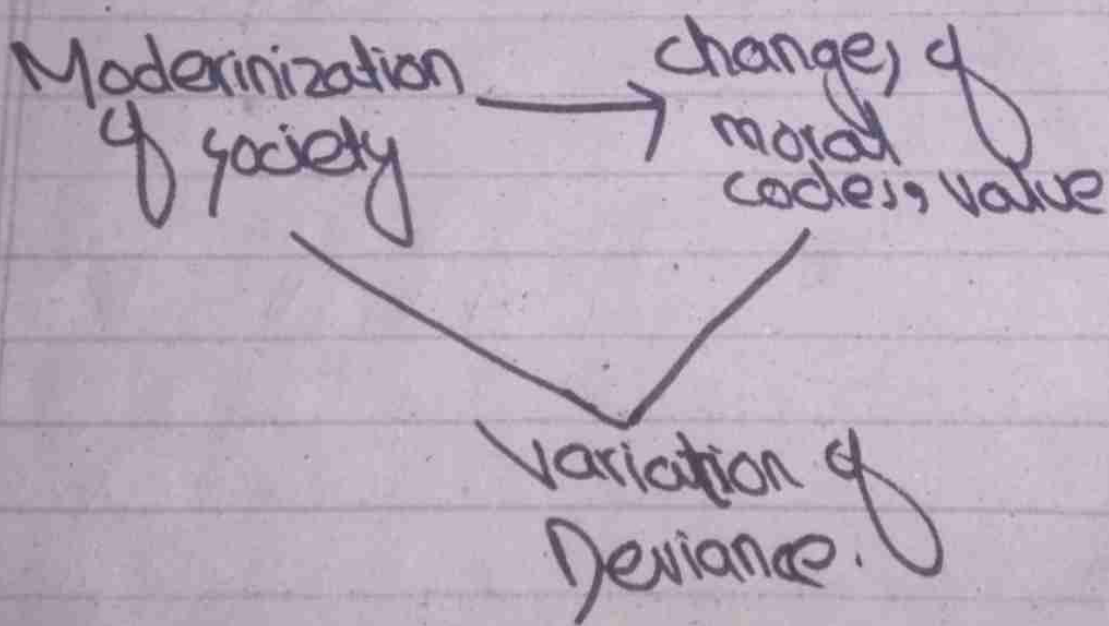 Moderinization
of society
change, of
moral
codes, value
Variation of
Deviance.